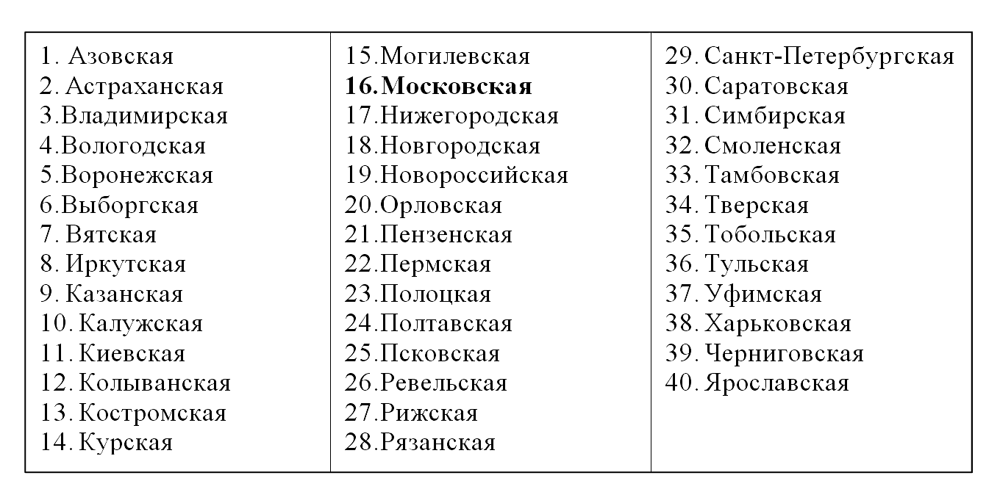 1. Азовская
2. Астраханская
3.Владимирская
4.Вологодская
5.Воронежская
6.Выборгская
7. Вятская
8. Иркутская
9. Казанская
10. Калужская
11. Киевская
12. Колыванская
13. Костромская
14. Курская
15.Могилевская
16.Московская
17.Нижегородская
18.Новгородская
19.Новороссийская
20.Орловская
21.Пензенская
22.Пермская
23.Полоцкая
24.Полтавская
25.Псковская
26.Ревельская
27.Рижская
28.Рязанская
29. Санкт-Петербургская
30. Саратовская
31. Симбирская
32. Смоленская
33. Тамбовская
34. Тверская
35. Тобольская
36. Тульская
37. Уфимская
38. Харьковская
39. Черниговская
40. Ярославская